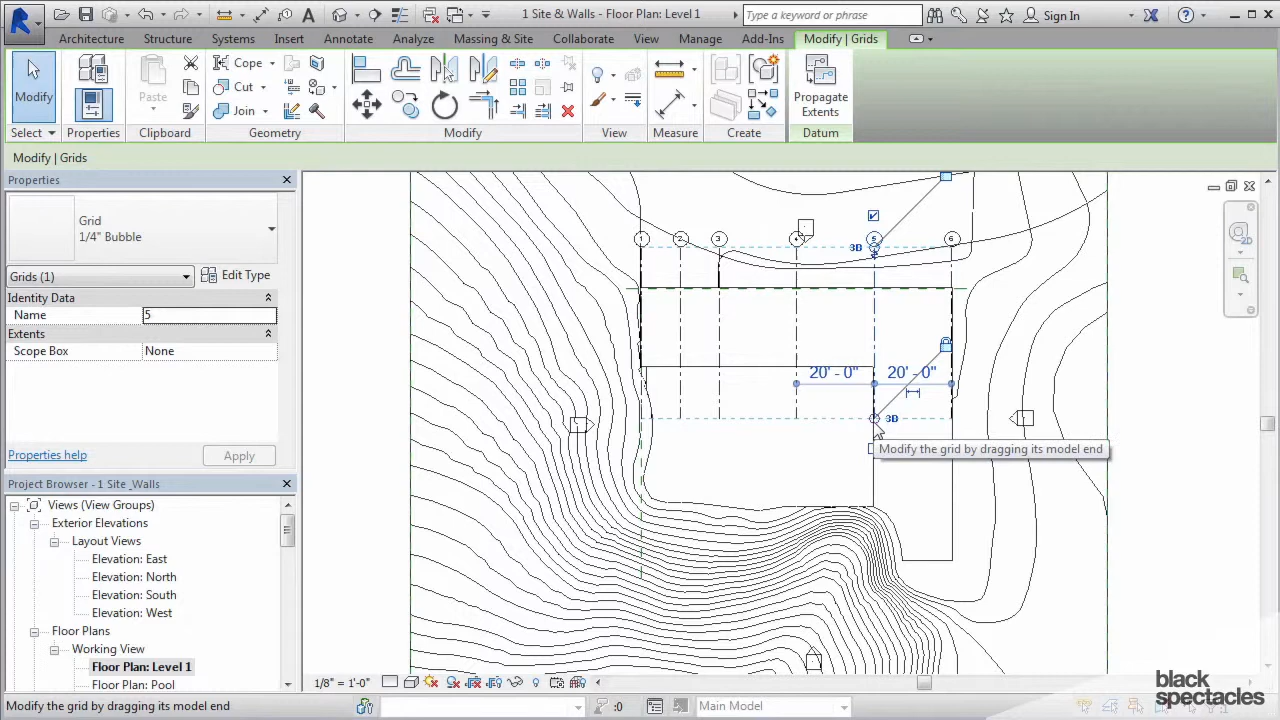 1 Site & Walls - Floor Plan: Level 1
Type a keyword or phrase
Sign In
Architecture
Structure
Systems
Insert
Annotate
Analyze
Massing & Site
Collaborate
View
Manage
Add-Ins
Modify | Grids
Modify
Paste
Cope
Cut
Join
Propagate
Extents
Select
Properties
Clipboard
Geometry
Modify
View
Measure
Create
Datum
Modify | Grids
Properties
Grid
1/4" Bubble
Grids (1)
Edit Type
Identity Data
Name
5
Extents
Scope Box
None
Properties help
Apply
Project Browser - 1 Site _Walls
Views (View Groups)
Exterior Elevations
Layout Views
Elevation: East
Elevation: North
Elevation: South
Elevation: West
Floor Plans
Working View
Floor Plan: Level 1
Floor Plan: Pool
2
3
5
6
3D
20' - 0"
20' - 0"
3D
Modify the grid by dragging its model end
1/8" = 1'-0"
Modify the grid by dragging its model end
:0
Main Model
black
spectacles